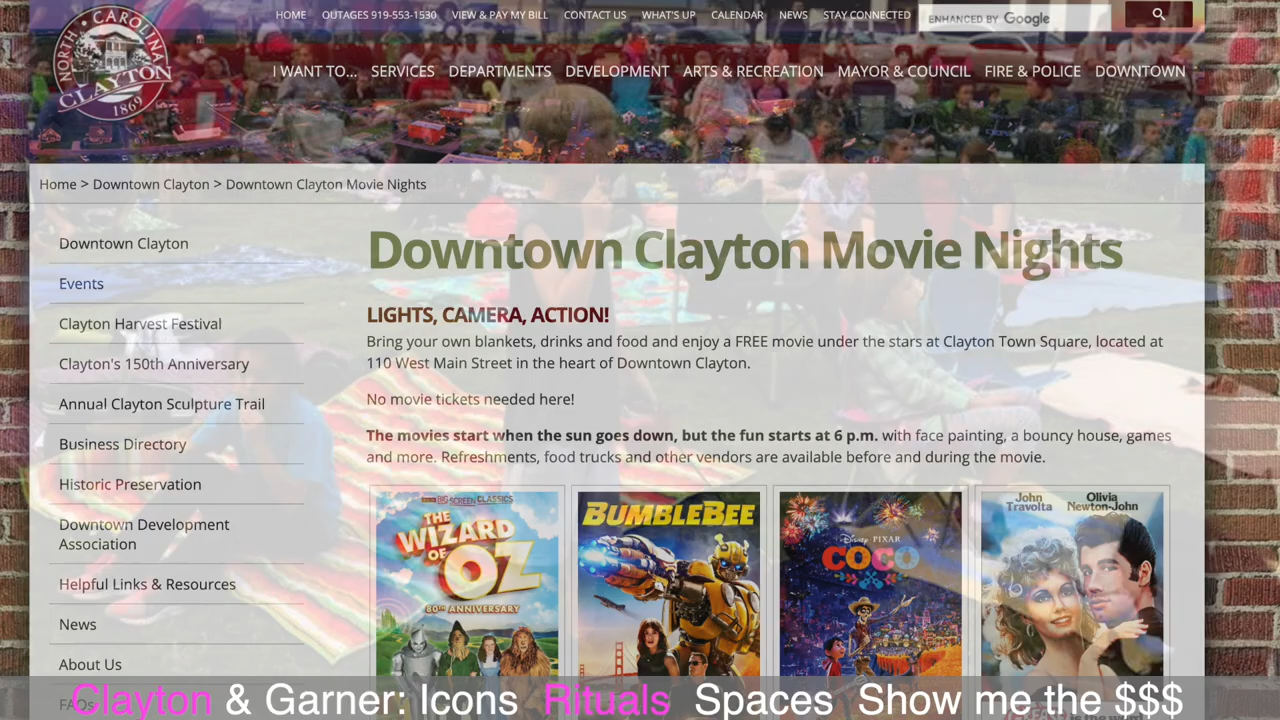 NORTH CAROLINA
CLAYTON
1869
HOME OUTAGES 919-553-1530 VIEW & PAY MY BILL CONTACT US WHAT'S UP CALENDAR NEWS STAY CONNECTED ENHANCED BY Google
I WANT TO... SERVICES DEPARTMENTS DEVELOPMENT ARTS & RECREATION MAYOR & COUNCIL FIRE & POLICE DOWNTOWN
Home > Downtown Clayton > Downtown Clayton Movie Nights
Downtown Clayton
Events
Clayton Harvest Festival
Clayton's 150th Anniversary
Annual Clayton Sculpture Trail
Business Directory
Historic Preservation
Downtown Development
Association
Helpful Links & Resources
News
About Us
FAQs
Downtown Clayton Movie Nights
LIGHTS, CAMERA, ACTION!
Bring your own blankets, drinks and food and enjoy a FREE movie under the stars at Clayton Town Square, located at
110 West Main Street in the heart of Downtown Clayton.
No movie tickets needed here!
The movies start when the sun goes down, but the fun starts at 6 p.m. with face painting, a bouncy house, games
and more. Refreshments, food trucks and other vendors are available before and during the movie.
BIG SCREEN CLASSICS
THE
WIZARD
OF
OZ
80th ANNIVERSARY
BUMBLEBEE
Disney PIXAR
COCO
John Travolta
Olivia Newton-John
Clayton & Garner: Icons Rituals Spaces Show me the $$$